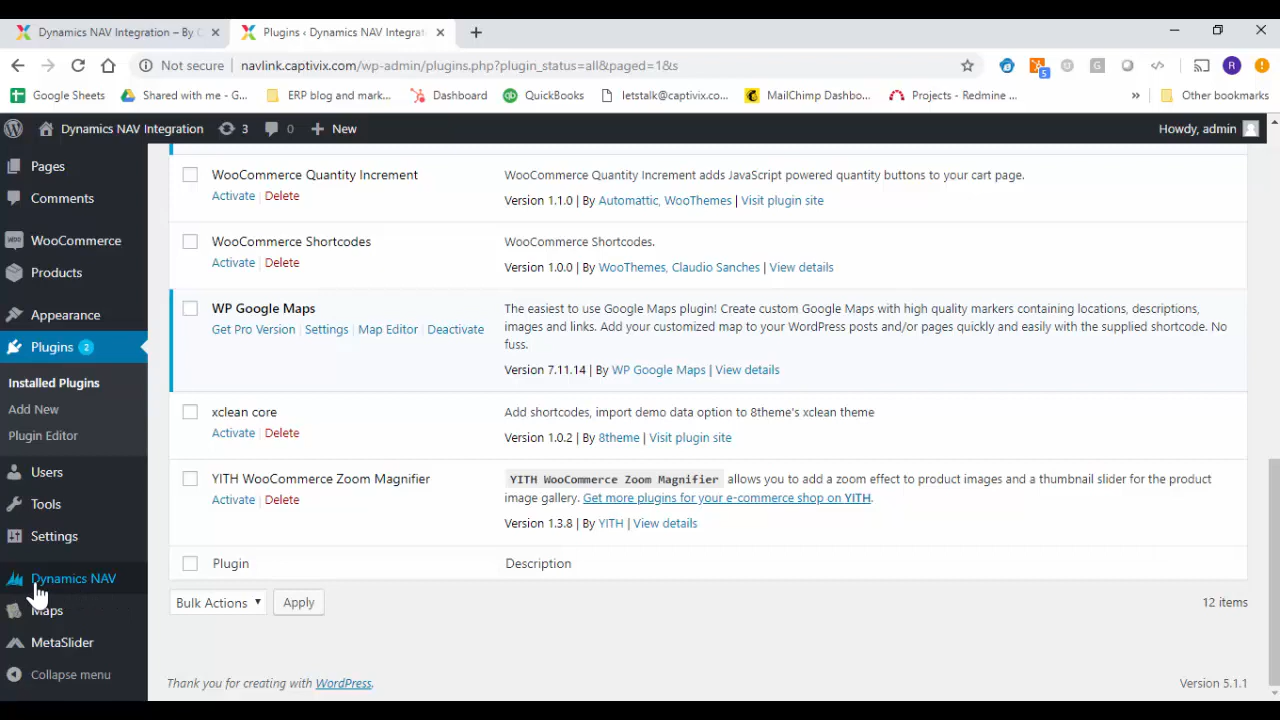 Dynamics NAV Integration – By C
Plugins ‹ Dynamics NAV Integrat
Not secure navlink.captivix.com/wp-admin/plugins.php?plugin_status=all&paged=1&s
5
R
Google Sheets
Shared with me - G...
ERP blog and mark...
Dashboard
QuickBooks
letstalk@captivix.co...
MailChimp Dashbo...
Projects - Redmine ...
»
Other bookmarks
Dynamics NAV Integration
3
0
New
Howdy, admin
Pages
Comments
WooCommerce
Products
Appearance
Plugins 2
Installed Plugins
Add New
Plugin Editor
Users
Tools
Settings
Dynamics NAV
Maps
MetaSlider
Collapse menu
WooCommerce Quantity Increment
Activate | Delete
WooCommerce Quantity Increment adds JavaScript powered quantity buttons to your cart page.
Version 1.1.0 | By Automattic, WooThemes | Visit plugin site
WooCommerce Shortcodes
Activate | Delete
WooCommerce Shortcodes.
Version 1.0.0 | By WooThemes, Claudio Sanches | View details
WP Google Maps
Get Pro Version | Settings | Map Editor | Deactivate
The easiest to use Google Maps plugin! Create custom Google Maps with high quality markers containing locations, descriptions,
images and links. Add your customized map to your WordPress posts and/or pages quickly and easily with the supplied shortcode. No
fuss.
Version 7.11.14 | By WP Google Maps | View details
xclean core
Activate | Delete
Add shortcodes, import demo data option to 8theme's xclean theme
Version 1.0.2 | By 8theme | Visit plugin site
YITH WooCommerce Zoom Magnifier
Activate | Delete
YITH WooCommerce Zoom Magnifier allows you to add a zoom effect to product images and a thumbnail slider for the product
image gallery. Get more plugins for your e-commerce shop on YITH.
Version 1.3.8 | By YITH | View details
Plugin
Description
Bulk Actions
Apply
12 items
Thank you for creating with WordPress.
Version 5.1.1